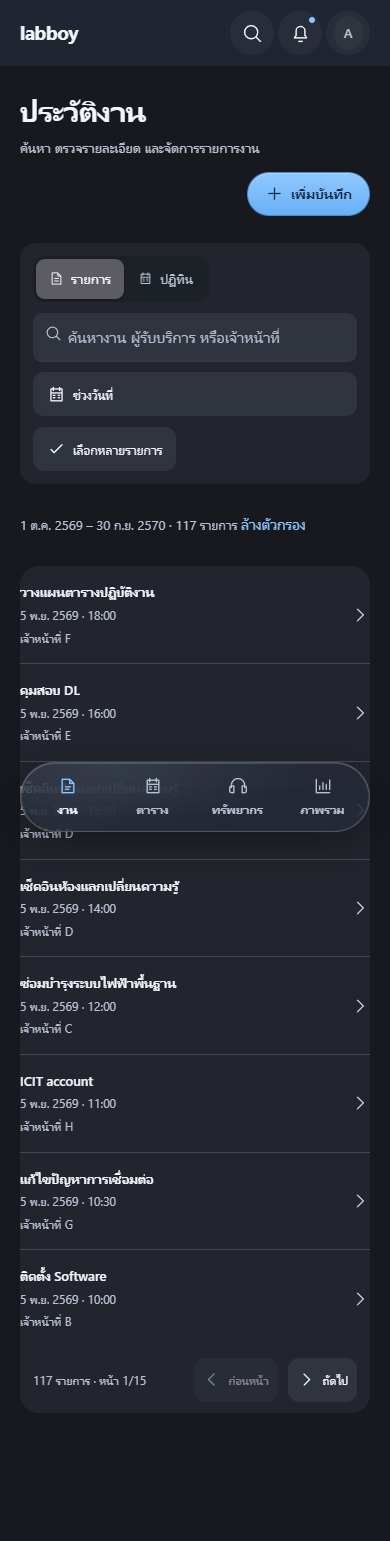 labboy
A
ประวัติงาน
ค้นหา ตรวจรายละเอียด และจัดการรายการงาน
เพิ่มบันทึก
รายการ
ปฏิทิน
ค้นหางาน ผู้รับบริการ หรือเจ้าหน้าที่
ช่วงวันที่
เลือกหลายรายการ
1 ต.ค. 2569 – 30 ก.ย. 2570 · 117 รายการ ล้างตัวกรอง
วางแผนตารางปฏิบัติงาน
5 พ.ย. 2569 · 18:00
เจ้าหน้าที่ F
คุมสอบ DL
5 พ.ย. 2569 · 16:00
เจ้าหน้าที่ E
งาน
ตาราง
ทรัพยากร
ภาพรวม
เจ้าหน้าที่ D
เช็คอินห้องแลกเปลี่ยนความรู้
5 พ.ย. 2569 · 14:00
เจ้าหน้าที่ D
ซ่อมบำรุงระบบไฟฟ้าพื้นฐาน
5 พ.ย. 2569 · 12:00
เจ้าหน้าที่ C
ICIT account
5 พ.ย. 2569 · 11:00
เจ้าหน้าที่ H
แก้ไขปัญหาการเชื่อมต่อ
5 พ.ย. 2569 · 10:30
เจ้าหน้าที่ G
ติดตั้ง Software
5 พ.ย. 2569 · 10:00
เจ้าหน้าที่ B
117 รายการ · หน้า 1/15
ก่อนหน้า
ถัดไป